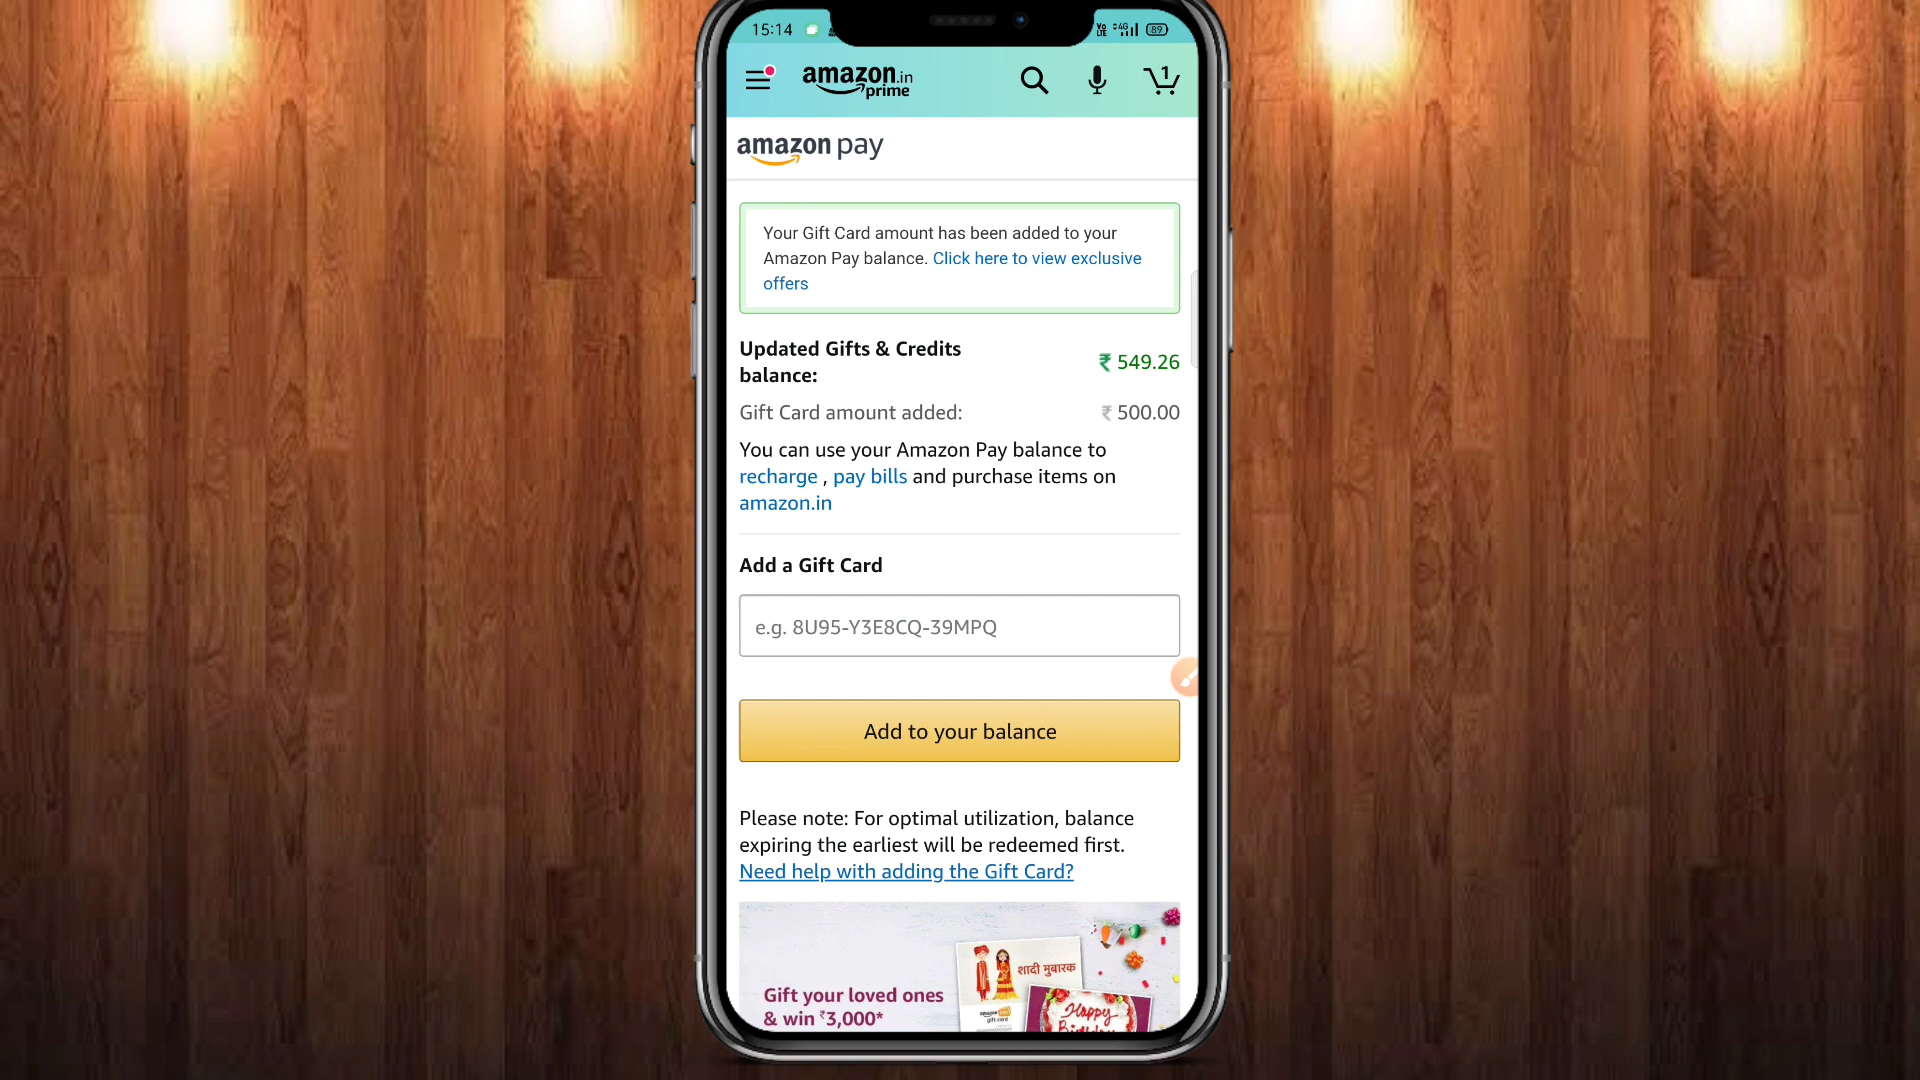 15:14
VoLTE 4G 89
amazon.in
prime
1
amazon pay
Your Gift Card amount has been added to your
Amazon Pay balance. Click here to view exclusive
offers
Updated Gifts & Credits
balance:
₹ 549.26
Gift Card amount added:
₹ 500.00
You can use your Amazon Pay balance to
recharge , pay bills and purchase items on
amazon.in
Add a Gift Card
e.g. 8U95-Y3E8CQ-39MPQ
Add to your balance
Please note: For optimal utilization, balance
expiring the earliest will be redeemed first.
Need help with adding the Gift Card?
शादी मुबारक
Gift your loved ones
& win ₹3,000*
amazon pay
gift card
Happy
Birthday